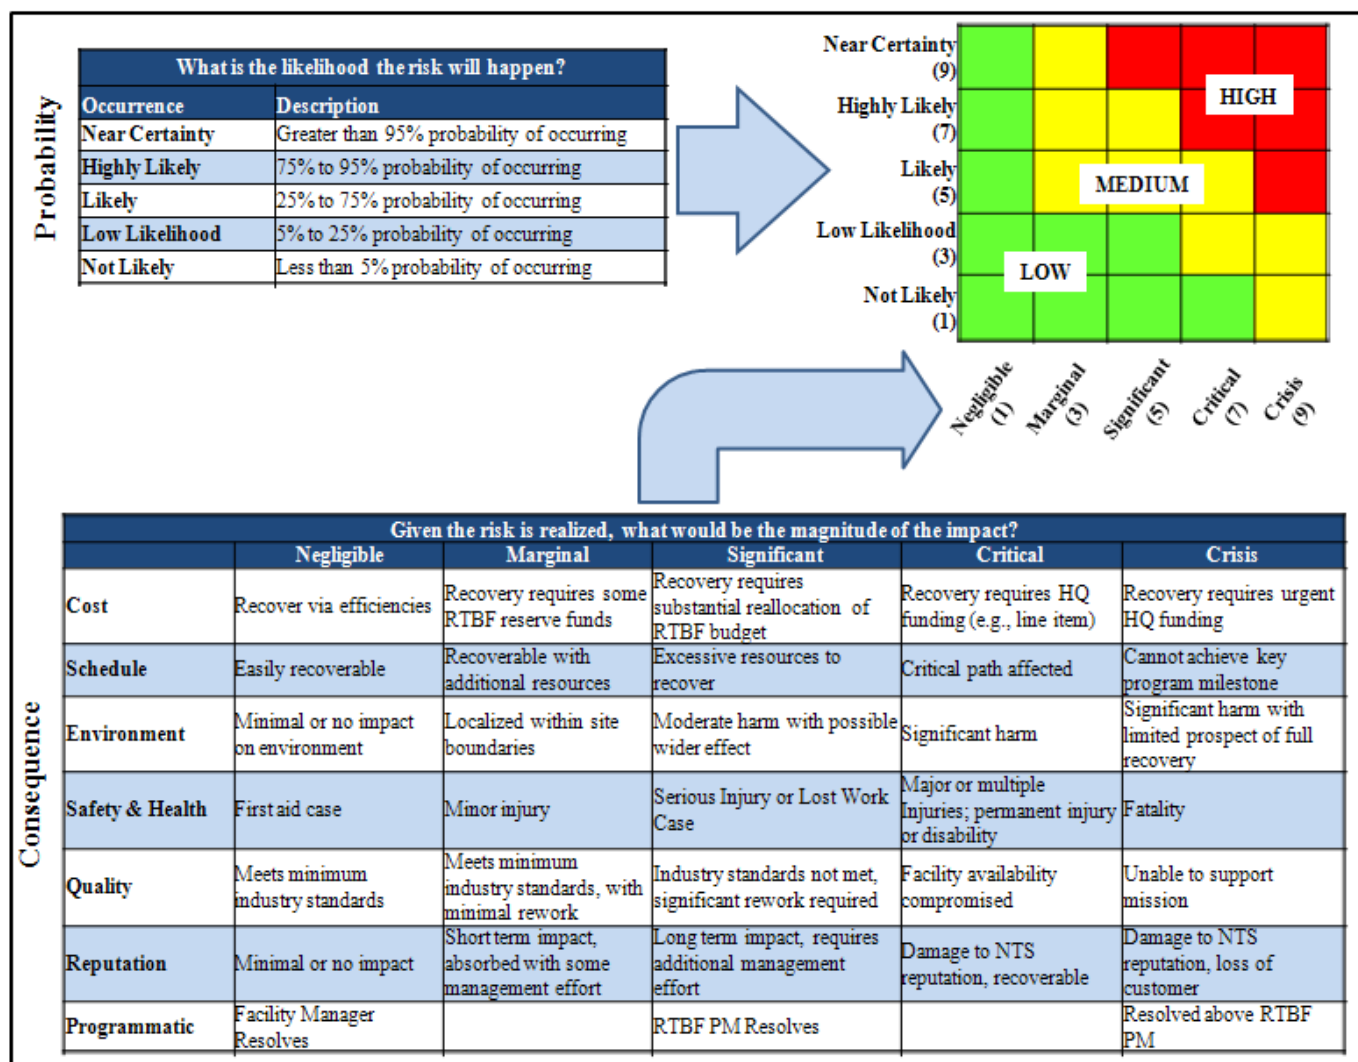 Probability
What is the likelihood the risk will happen?
Occurrence Description
Near Certainty Greater than 95% probability of occurring
Highly Likely 75% to 95% probability of occurring
Likely 25% to 75% probability of occurring
Low Likelihood 5% to 25% probability of occurring
Not Likely Less than 5% probability of occurring
Near Certainty
(9)
Highly Likely
(7)
Likely
(5)
Low Likelihood
(3)
Not Likely
(1)
HIGH
MEDIUM
LOW
Negligible
(1)
Marginal
(3)
Significant
(5)
Critical
(7)
Crisis
(9)
Consequence
Given the risk is realized, what would be the magnitude of the impact?
Negligible Marginal Significant Critical Crisis
Cost
Recover via efficiencies
Recovery requires some
RTBF reserve funds
Recovery requires
substantial reallocation of
RTBF budget
Recovery requires HQ
funding (e.g., line item)
Recovery requires urgent
HQ funding
Schedule
Easily recoverable
Recoverable with
additional resources
Excessive resources to
recover
Critical path affected
Cannot achieve key
program milestone
Environment
Minimal or no impact
on environment
Localized within site
boundaries
Moderate harm with possible
wider effect
Significant harm
Significant harm with
limited prospect of full
recovery
Safety & Health
First aid case
Minor injury
Serious Injury or Lost Work
Case
Major or multiple
Injuries; permanent injury
or disability
Fatality
Quality
Meets minimum
industry standards
Meets minimum
industry standards, with
minimal rework
Industry standards not met,
significant rework required
Facility availability
compromised
Unable to support
mission
Reputation
Minimal or no impact
Short term impact,
absorbed with some
management effort
Long term impact, requires
additional management
effort
Damage to NTS
reputation, recoverable
Damage to NTS
reputation, loss of
customer
Programmatic
Facility Manager
Resolves
RTBF PM Resolves
Resolved above RTBF
PM